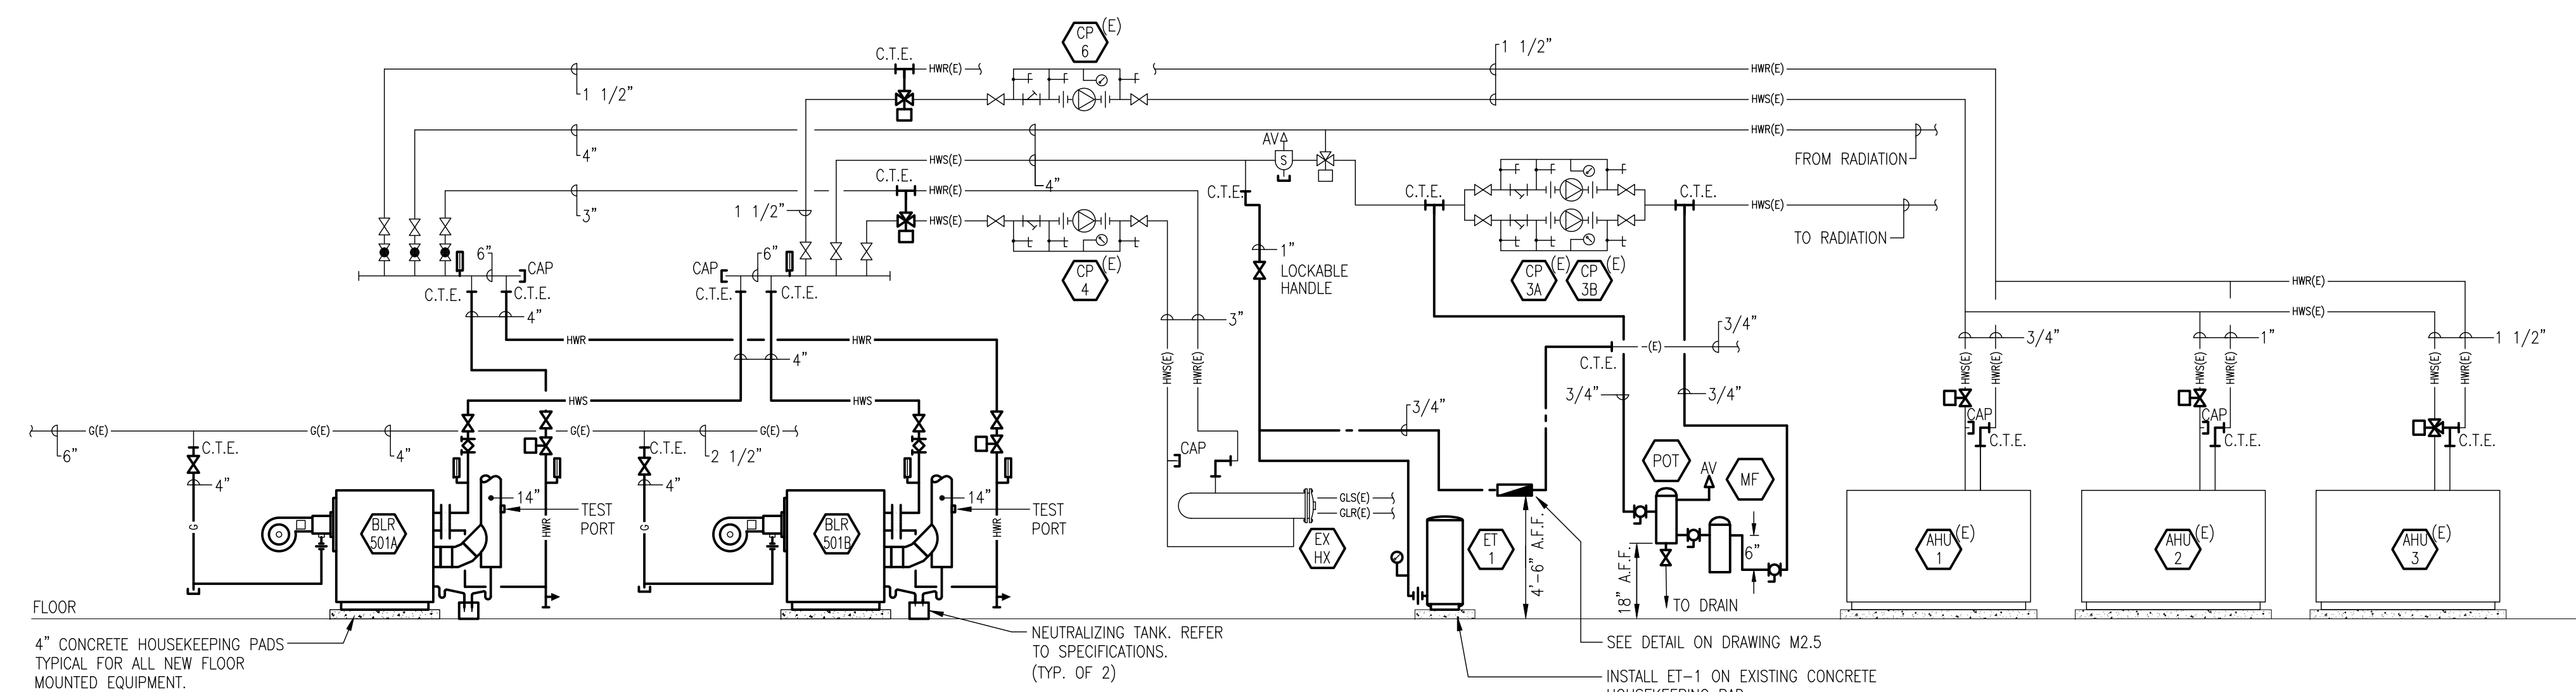 CP
6
(E)
C.T.E.
HWR(E)
1 1/2"
HWR(E)
1 1/2"
HWS(E)
4"
HWR(E)
FROM RADIATION
AV
S
HWS(E)
4"
C.T.E.
HWR(E)
3"
1 1/2"
HWS(E)
C.T.E.
C.T.E.
C.T.E.
HWS(E)
TO RADIATION
6"
CAP
C.T.E.
C.T.E.
4"
CAP
6"
C.T.E.
C.T.E.
4"
CP
4
(E)
1"
LOCKABLE
HANDLE
CP
3A
(E)
CP
3B
(E)
HWR(E)
HWS(E)
3"
HWS(E)
HWR(E)
3/4"
(E)
C.T.E.
3/4"
3/4"
3/4"
HWS(E)
HWR(E)
1"
HWS(E)
HWR(E)
1 1/2"
HWS(E)
HWR(E)
HWR
HWR
HWS
HWS
G(E)
6"
G(E)
4"
G(E)
2 1/2"
G(E)
C.T.E.
4"
G
C.T.E.
4"
G
BLR
501A
14"
TEST
PORT
HWR
BLR
501B
14"
TEST
PORT
HWR
CAP
GLS(E)
GLR(E)
EX
HX
3/4"
ET
1
4'-6" A.F.F.
POT
AV
MF
6"
18" A.F.F.
TO DRAIN
CAP
C.T.E.
CAP
C.T.E.
C.T.E.
AHU
1
(E)
AHU
2
(E)
AHU
3
(E)
FLOOR
4" CONCRETE HOUSEKEEPING PADS
TYPICAL FOR ALL NEW FLOOR
MOUNTED EQUIPMENT.
NEUTRALIZING TANK. REFER
TO SPECIFICATIONS.
(TYP. OF 2)
SEE DETAIL ON DRAWING M2.5
INSTALL ET-1 ON EXISTING CONCRETE
HOUSEKEEPING PAD